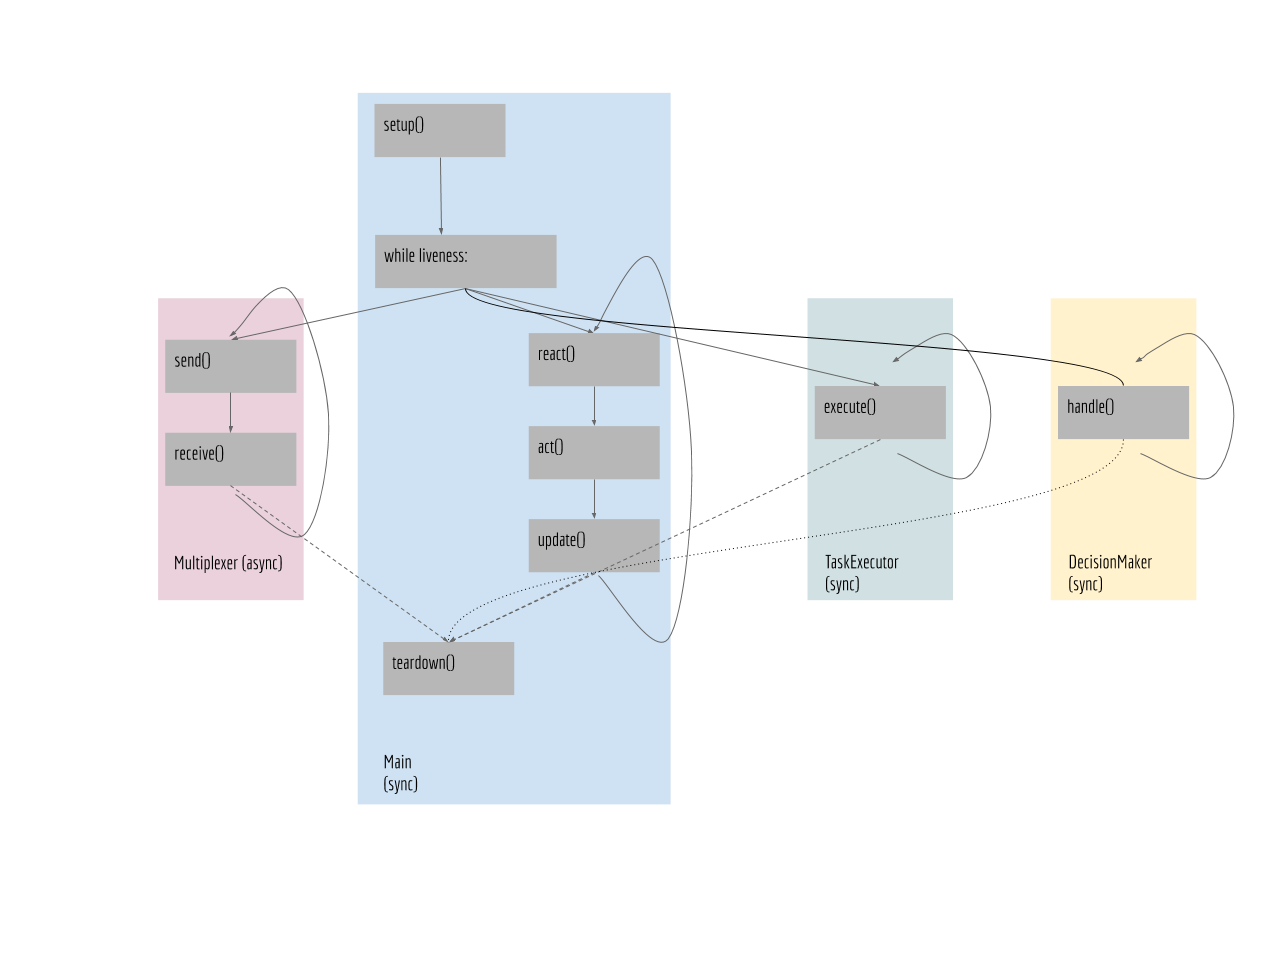 setup()
while liveness:
send()
receive()
Multiplexer (async)
react()
act()
update()
teardown()
Main
(sync)
execute()
TaskExecutor
(sync)
handle()
DecisionMaker
(sync)